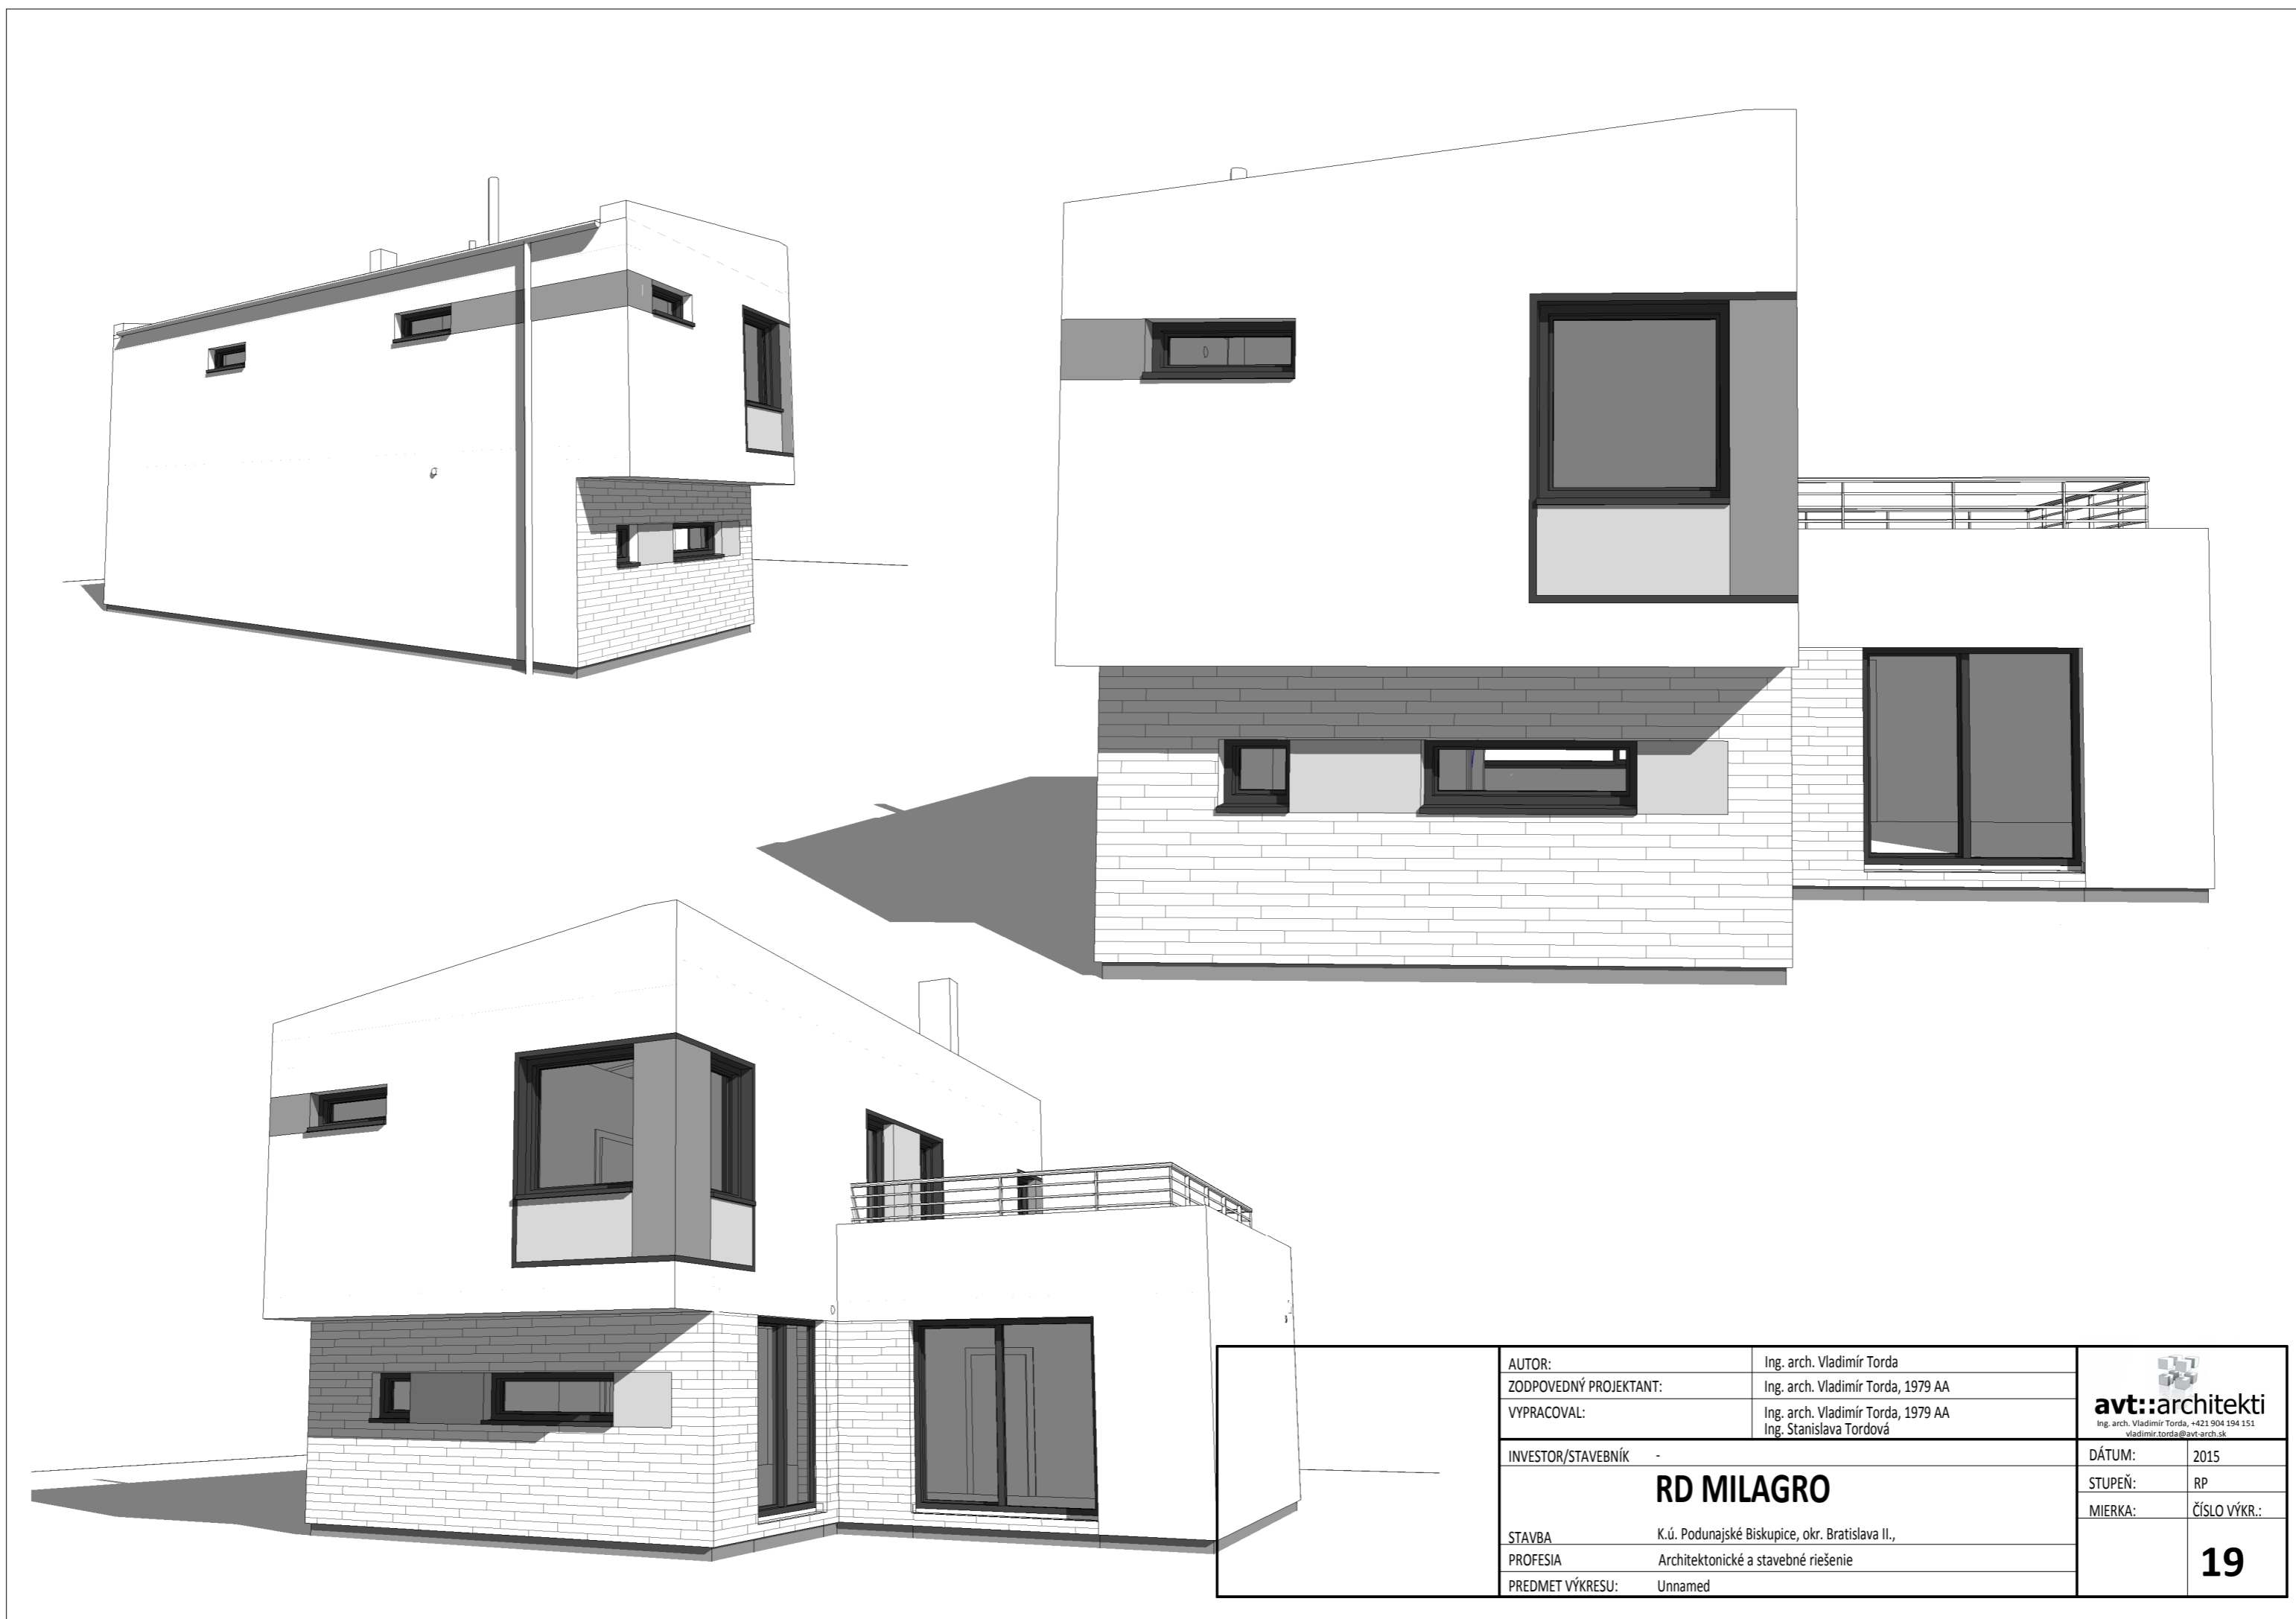 AUTOR: Ing. arch. Vladimír Torda
ZODPOVEDNÝ PROJEKTANT: Ing. arch. Vladimír Torda, 1979 AA
VYPRACOVAL: Ing. arch. Vladimír Torda, 1979 AA
Ing. Stanislava Tordová
avt::architekti
Ing. arch. Vladimír Torda, +421 904 194 151
vladimir.torda@avt-arch.sk
INVESTOR/STAVEBNÍK -
RD MILAGRO
STAVBA K.ú. Podunajské Biskupice, okr. Bratislava II.,
PROFESIA Architektonické a stavebné riešenie
PREDMET VÝKRESU: Unnamed
DÁTUM: 2015
STUPEŇ: RP
MIERKA: ČÍSLO VÝKR.:
19